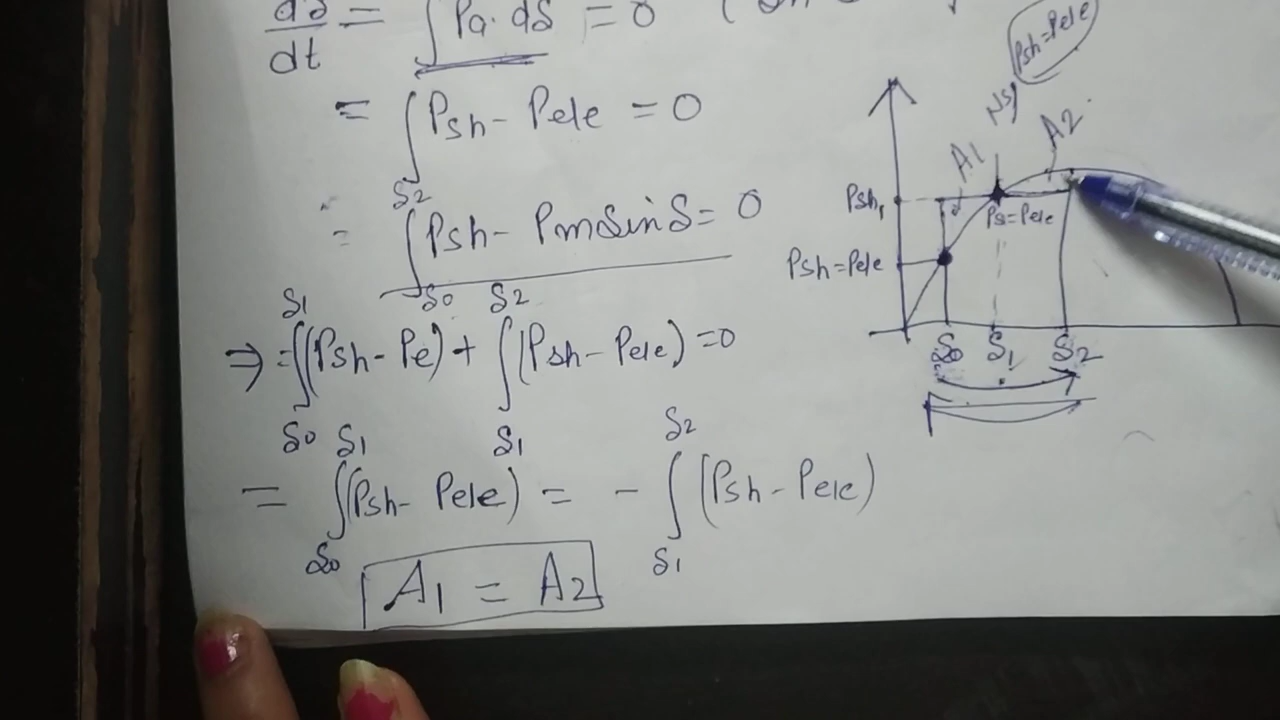 dδ/dt = ∫ Pa. dδ = 0
= ∫ Psh - Pele = 0
= ∫_{δ0}^{δ2} Psh - Pm Sin δ = 0
⇒ = ∫_{δ0}^{δ1} (Psh - Pe) + ∫_{δ1}^{δ2} (Psh - Pele) = 0
= ∫_{δ0}^{δ1} (Psh - Pele) = - ∫_{δ1}^{δ2} (Psh - Pele)
A1 = A2
Psh = Pele
Ns
A1
A2
Psh1
Ps = Pele
Psh = Pele
δ0 δ1 δ2